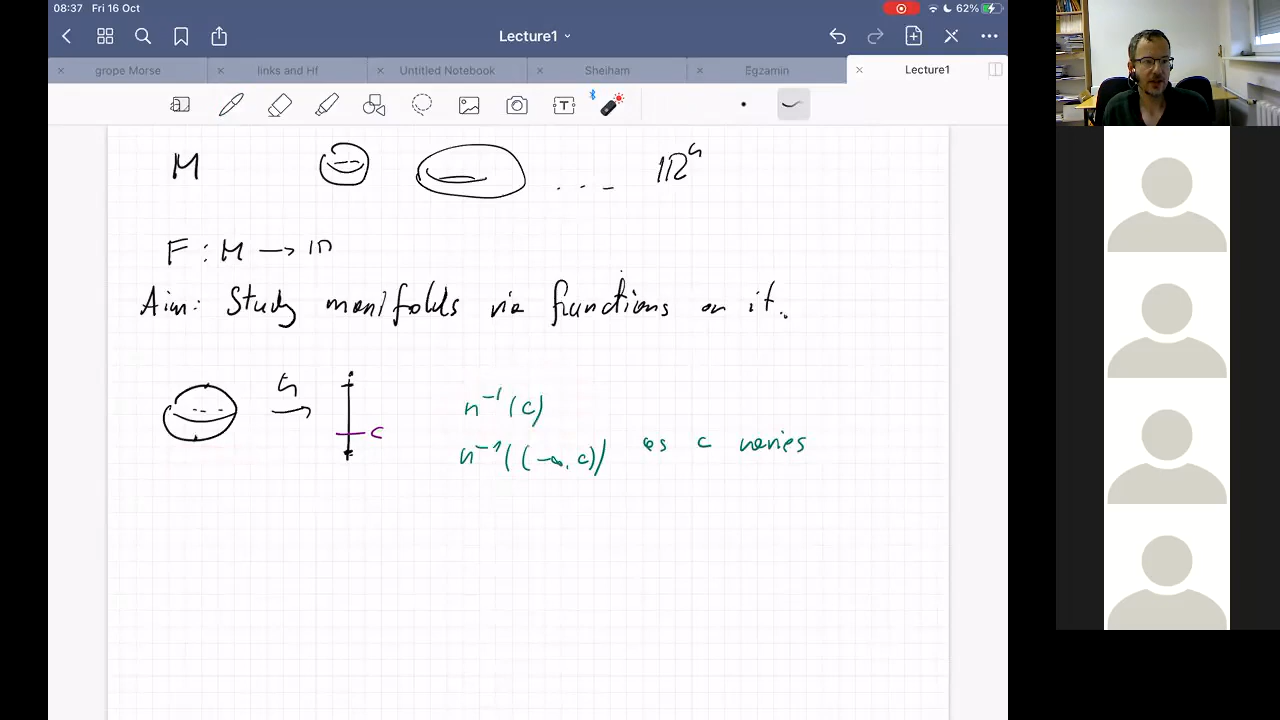 08:37 Fri 16 Oct 62%
Lecture1
grope Morse links and Hf Untitled Notebook Sheiham Egzamin Lecture1
M .... ℝⁿ
F : M → ℝ
Aim: Study manifolds via functions on it.
h
c
h⁻¹(c)
h⁻¹((-∞, c)) as c varies